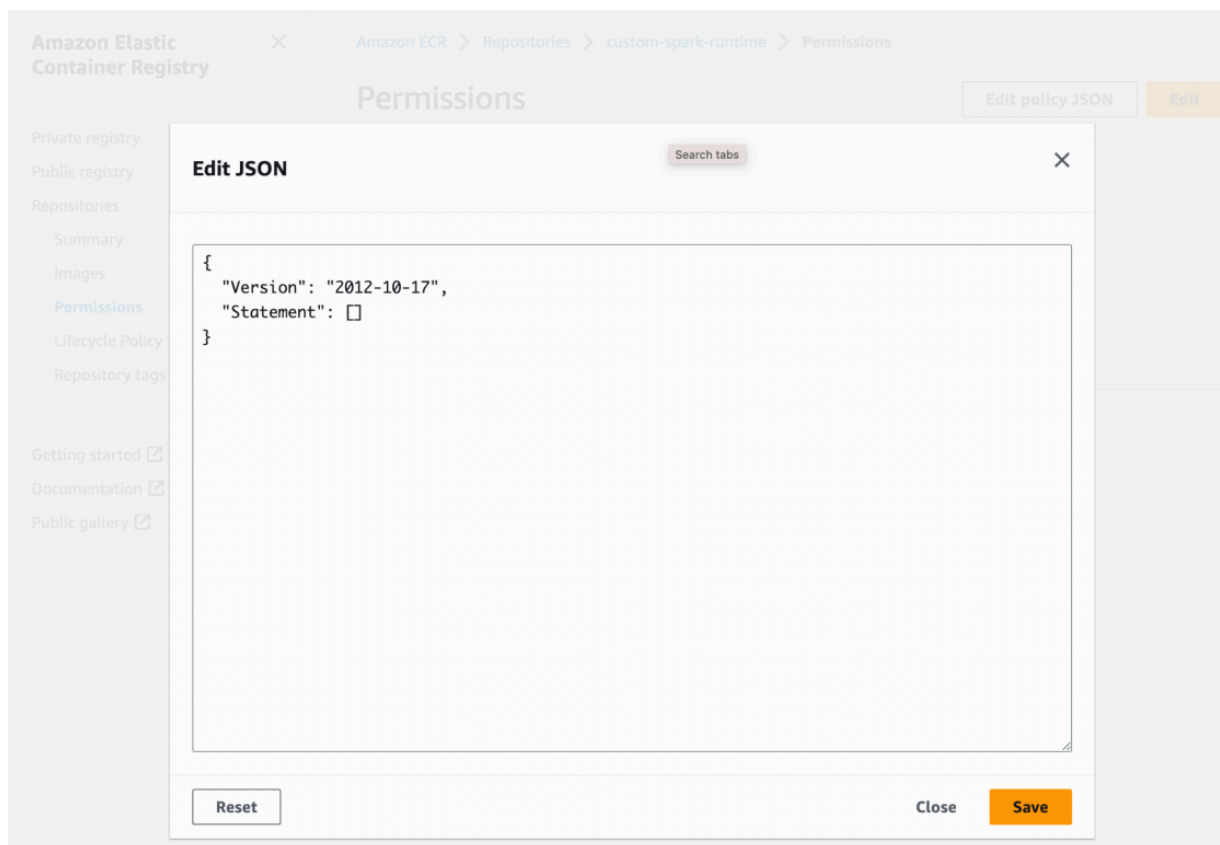 Amazon Elastic
Container Registry
Amazon ECR > Repositories > custom-spark-runtime > Permissions
Permissions
Edit policy JSON
Edit
Private registry
Public registry
Repositories
Summary
Images
Permissions
Lifecycle Policy
Repository tags
Getting started
Documentation
Public gallery
Edit JSON
Search tabs
{
  "Version": "2012-10-17",
  "Statement": []
}
Reset
Close
Save